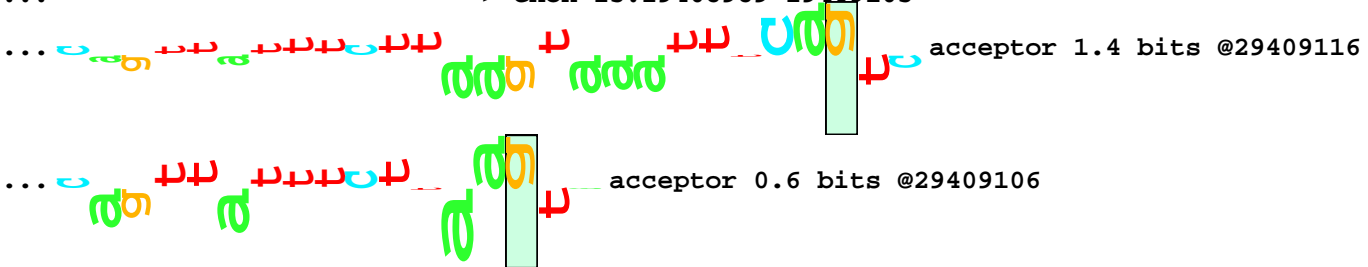 ... c a g t t a t t t c t t a a g t a a a t t t c a g t c acceptor 1.4 bits @29409116
... c a g t t a t t t c t t a a g t acceptor 0.6 bits @29409106